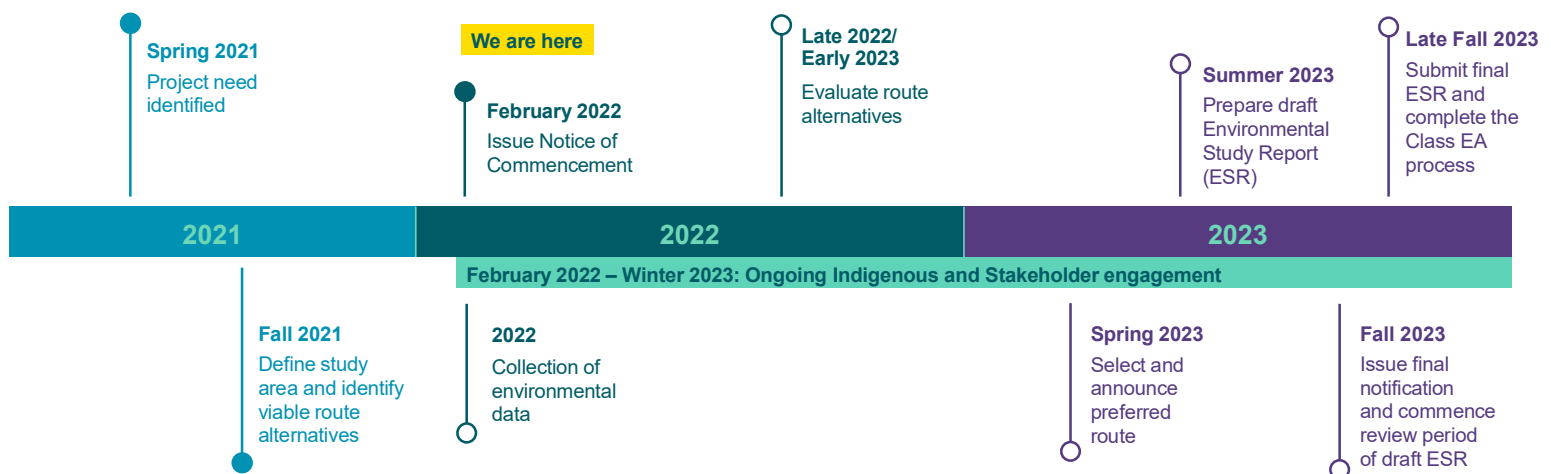 Spring 2021
Project need
identified
We are here
February 2022
Issue Notice of
Commencement
Late 2022/
Early 2023
Evaluate route
alternatives
Summer 2023
Prepare draft
Environmental
Study Report
(ESR)
Late Fall 2023
Submit final
ESR and
complete the
Class EA
process
2021
2022
2023
February 2022 – Winter 2023: Ongoing Indigenous and Stakeholder engagement
Fall 2021
Define study
area and identify
viable route
alternatives
2022
Collection of
environmental
data
Spring 2023
Select and
announce
preferred
route
Fall 2023
Issue final
notification
and commence
review period
of draft ESR